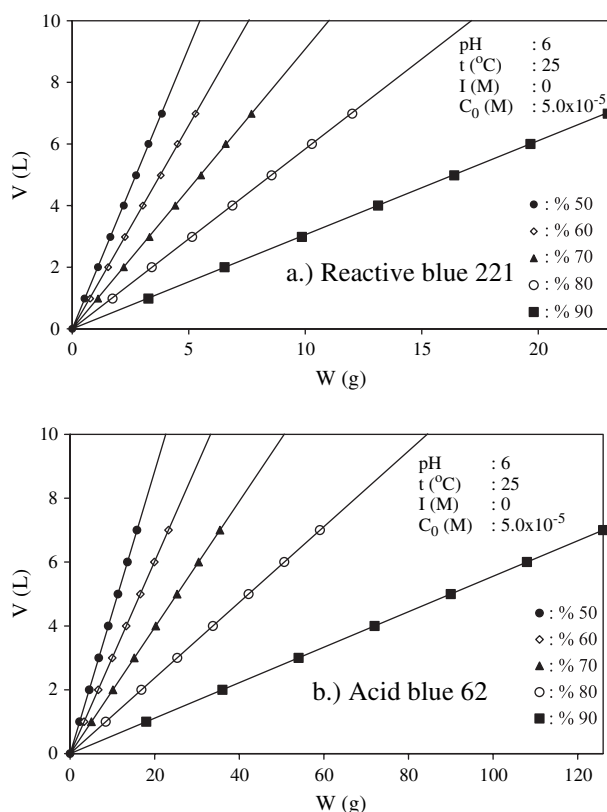 10
pH : 6
t (°C) : 25
I (M) : 0
C₀ (M) : 5.0x10⁻⁵
8
6
V (L)
4
● : % 50
◇ : % 60
▲ : % 70
○ : % 80
■ : % 90
2
a.) Reactive blue 221
0
0 5 10 15 20
W (g)
10
pH : 6
t (°C) : 25
I (M) : 0
C₀ (M) : 5.0x10⁻⁵
8
6
V (L)
4
● : % 50
◇ : % 60
▲ : % 70
○ : % 80
■ : % 90
2
b.) Acid blue 62
0
0 20 40 60 80 100 120
W (g)